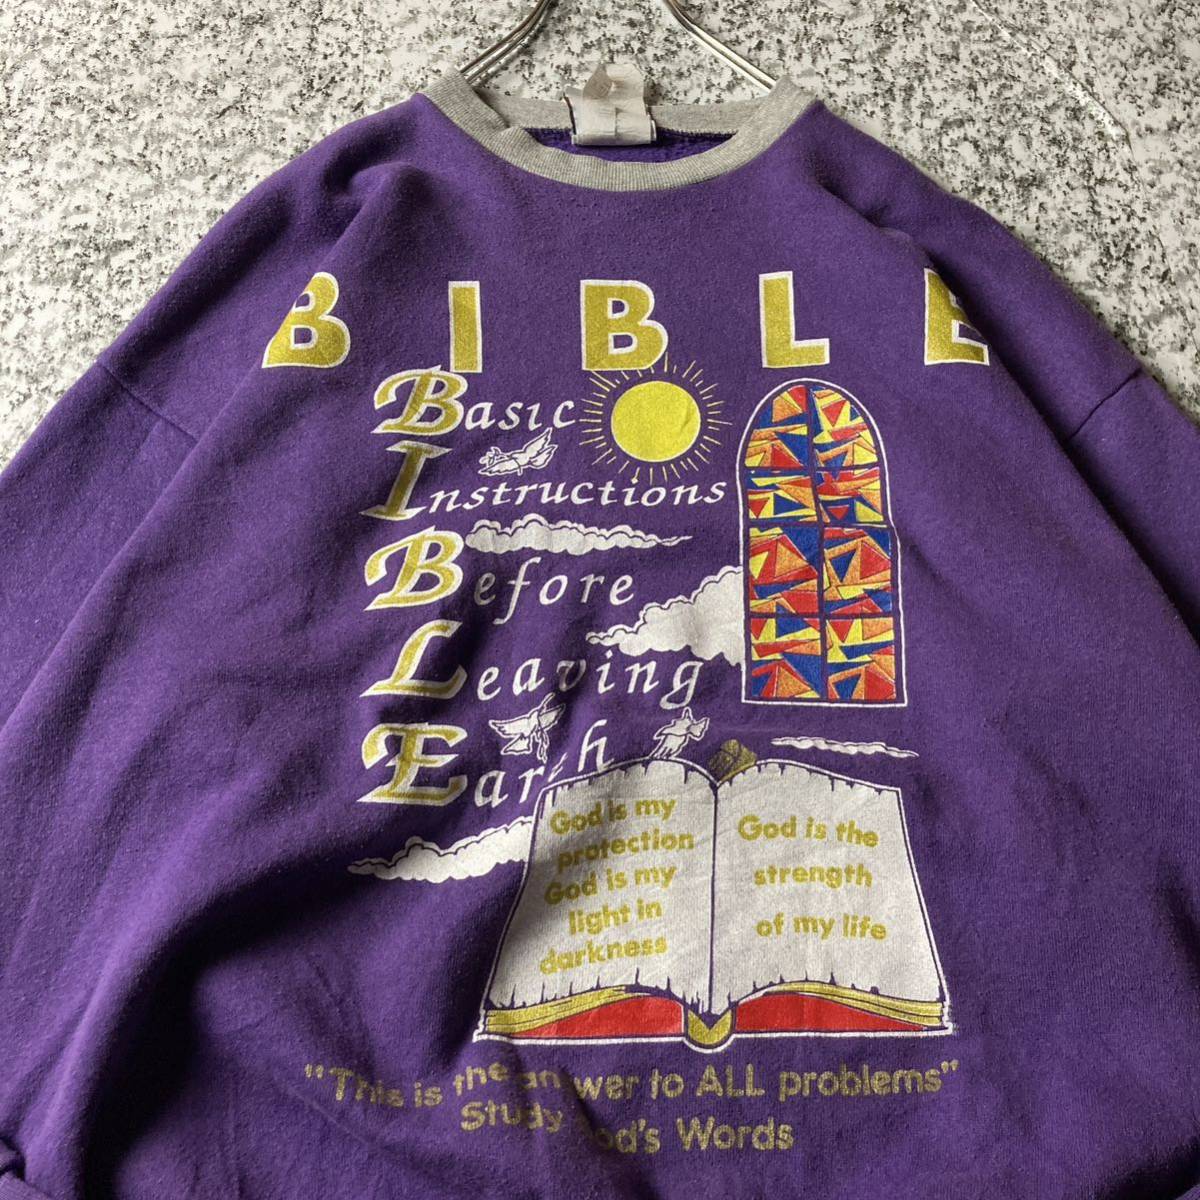 BIBLE
Basic
Instructions
Before
Leaving
Earth
God is my
protection
God is my
light in
darkness
God is the
strength
of my life
"This is the answer to ALL problems"
Study God's Words